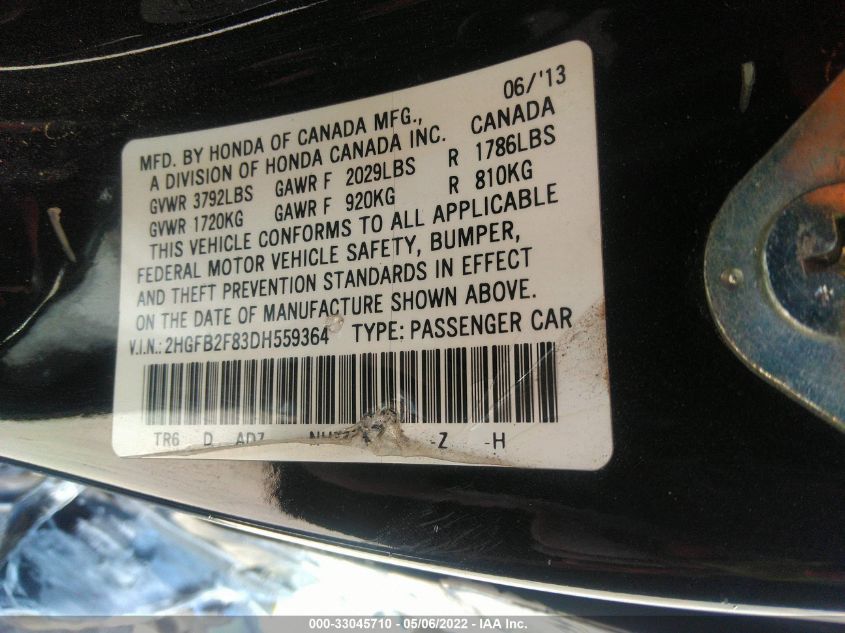 06/'13
MFD. BY HONDA OF CANADA MFG.,
A DIVISION OF HONDA CANADA INC. CANADA
GVWR 3792LBS GAWR F 2029LBS R 1786LBS
GVWR 1720KG GAWR F 920KG R 810KG
THIS VEHICLE CONFORMS TO ALL APPLICABLE
FEDERAL MOTOR VEHICLE SAFETY, BUMPER,
AND THEFT PREVENTION STANDARDS IN EFFECT
ON THE DATE OF MANUFACTURE SHOWN ABOVE.
V.I.N.: 2HGFB2F83DH559364 TYPE: PASSENGER CAR
TR6 D AD7 -Z -H
000-33045710 - 05/06/2022 - IAA Inc.